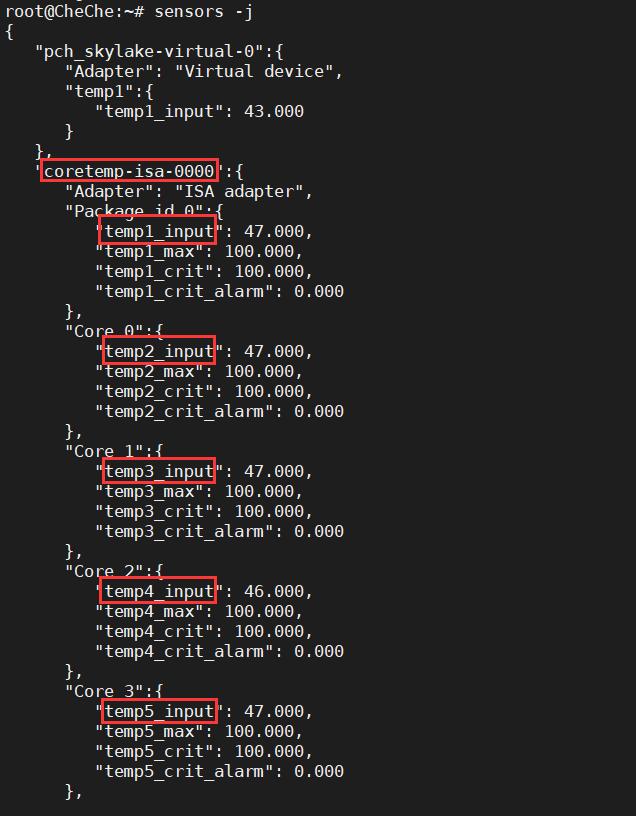 root@CheChe:~# sensors -j
{
   "pch_skylake-virtual-0":{
      "Adapter": "Virtual device",
      "temp1":{
         "temp1_input": 43.000
      }
   },
   "coretemp-isa-0000":{
      "Adapter": "ISA adapter",
      "Package id 0":{
         "temp1_input": 47.000,
         "temp1_max": 100.000,
         "temp1_crit": 100.000,
         "temp1_crit_alarm": 0.000
      },
      "Core 0":{
         "temp2_input": 47.000,
         "temp2_max": 100.000,
         "temp2_crit": 100.000,
         "temp2_crit_alarm": 0.000
      },
      "Core 1":{
         "temp3_input": 47.000,
         "temp3_max": 100.000,
         "temp3_crit": 100.000,
         "temp3_crit_alarm": 0.000
      },
      "Core 2":{
         "temp4_input": 46.000,
         "temp4_max": 100.000,
         "temp4_crit": 100.000,
         "temp4_crit_alarm": 0.000
      },
      "Core 3":{
         "temp5_input": 47.000,
         "temp5_max": 100.000,
         "temp5_crit": 100.000,
         "temp5_crit_alarm": 0.000
      },